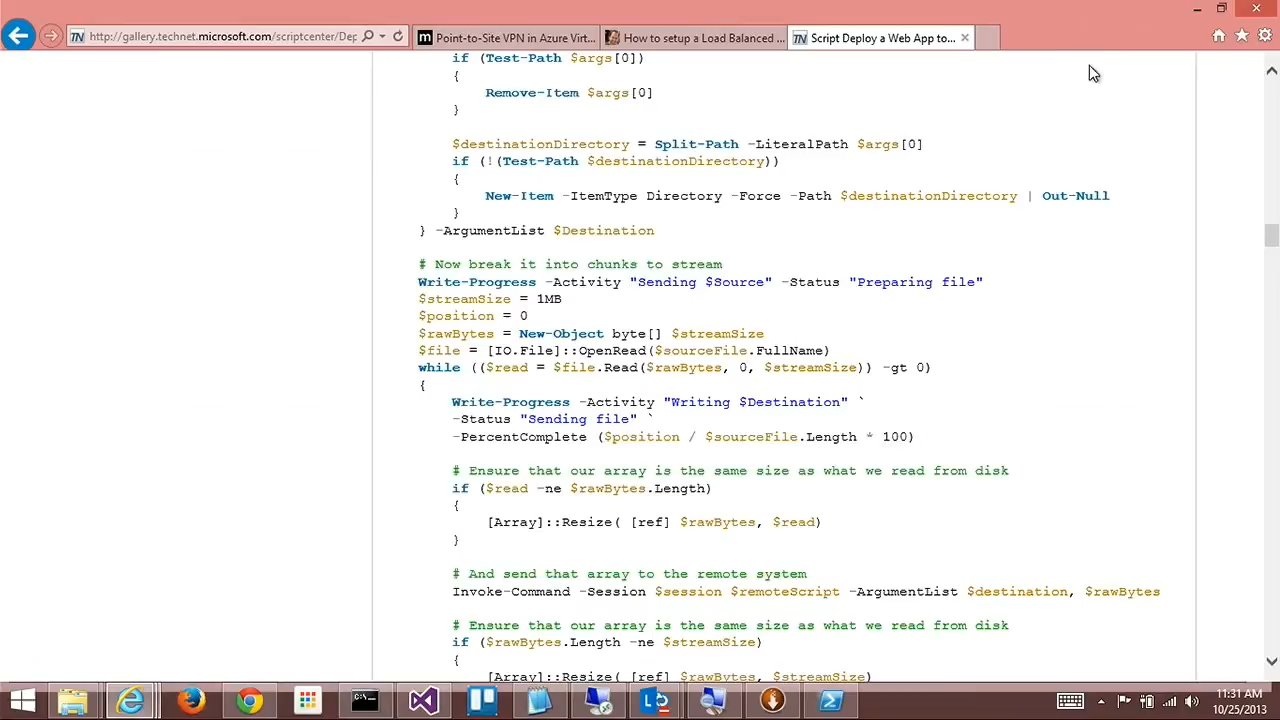 http://gallery.technet.microsoft.com/scriptcenter/Dep
Point-to-Site VPN in Azure Virt...
How to setup a Load Balanced ...
Script Deploy a Web App to...
if (Test-Path $args[0])
{
Remove-Item $args[0]
}
$destinationDirectory = Split-Path -LiteralPath $args[0]
if (!(Test-Path $destinationDirectory))
{
New-Item -ItemType Directory -Force -Path $destinationDirectory | Out-Null
}
} -ArgumentList $Destination
# Now break it into chunks to stream
Write-Progress -Activity "Sending $Source" -Status "Preparing file"
$streamSize = 1MB
$position = 0
$rawBytes = New-Object byte[] $streamSize
$file = [IO.File]::OpenRead($sourceFile.FullName)
while (($read = $file.Read($rawBytes, 0, $streamSize)) -gt 0)
{
Write-Progress -Activity "Writing $Destination" `
-Status "Sending file" `
-PercentComplete ($position / $sourceFile.Length * 100)
# Ensure that our array is the same size as what we read from disk
if ($read -ne $rawBytes.Length)
{
[Array]::Resize( [ref] $rawBytes, $read)
}
# And send that array to the remote system
Invoke-Command -Session $session $remoteScript -ArgumentList $destination, $rawBytes
# Ensure that our array is the same size as what we read from disk
if ($rawBytes.Length -ne $streamSize)
{
[Array]::Resize( [ref] $rawBytes, $streamSize)
11:31 AM
10/25/2013